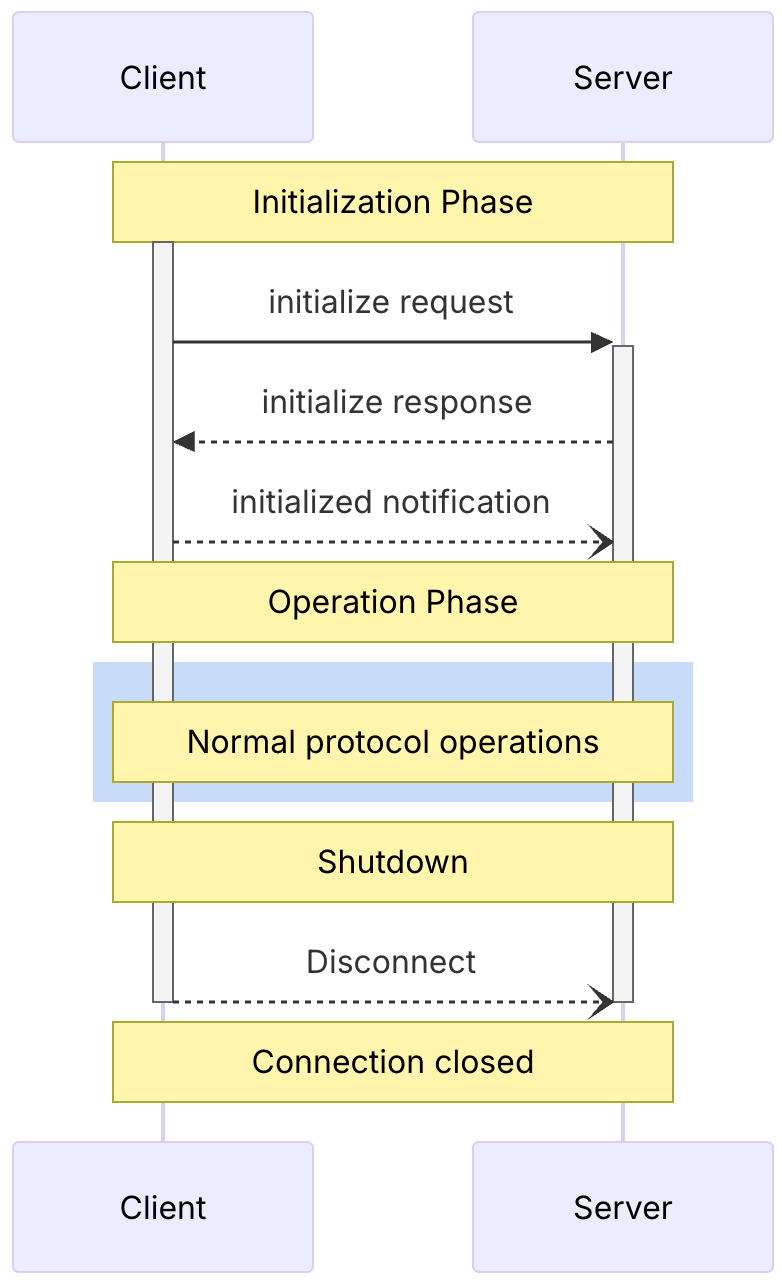 Client
Server
Initialization Phase
initialize request
initialize response
initialized notification
Operation Phase
Normal protocol operations
Shutdown
Disconnect
Connection closed
Client
Server